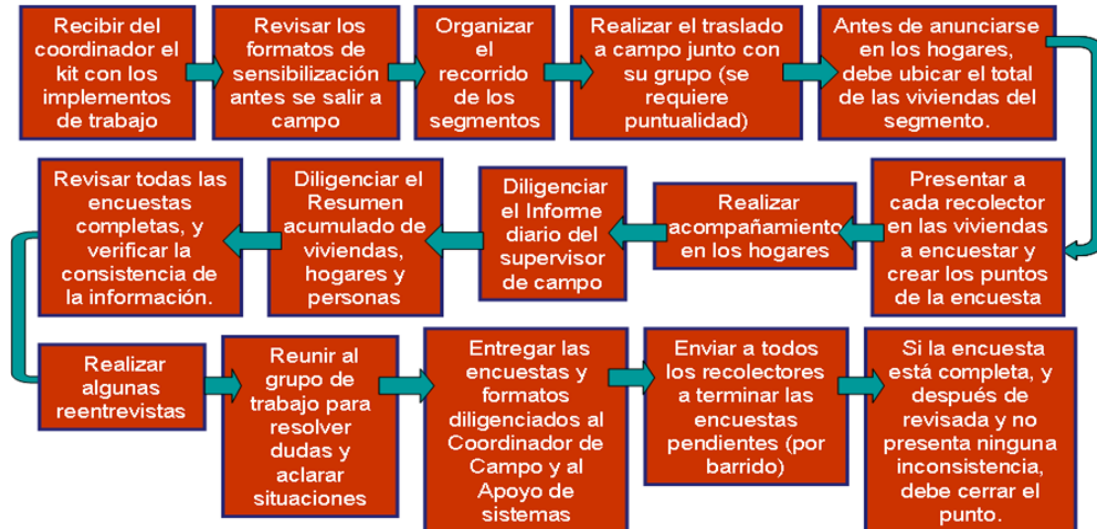 Recibir del
coordinador el
kit con los
implementos
de trabajo
Revisar los
formatos de
sensibilización
antes se salir a
campo
Organizar
el
recorrido
de los
segmentos
Realizar el traslado
a campo junto con
su grupo (se
requiere
puntualidad)
Antes de anunciarse
en los hogares,
debe ubicar el total
de las viviendas del
segmento.
Presentar a
cada recolector
en las viviendas
a encuestar y
crear los puntos
de la encuesta
Realizar
acompañamiento
en los hogares
Diligenciar
el Informe
diario del
supervisor
de campo
Diligenciar el
Resumen
acumulado de
viviendas,
hogares y
personas
Revisar todas las
encuestas
completas, y
verificar la
consistencia de
la información.
Realizar
algunas
reentrevistas
Reunir al
grupo de
trabajo para
resolver
dudas y
aclarar
situaciones
Entregar las
encuestas y
formatos
diligenciados al
Coordinador de
Campo y al
Apoyo de
sistemas
Enviar a todos
los recolectores
a terminar las
encuestas
pendientes (por
barrido)
Si la encuesta
está completa, y
después de
revisada y no
presenta ninguna
inconsistencia,
debe cerrar el
punto.